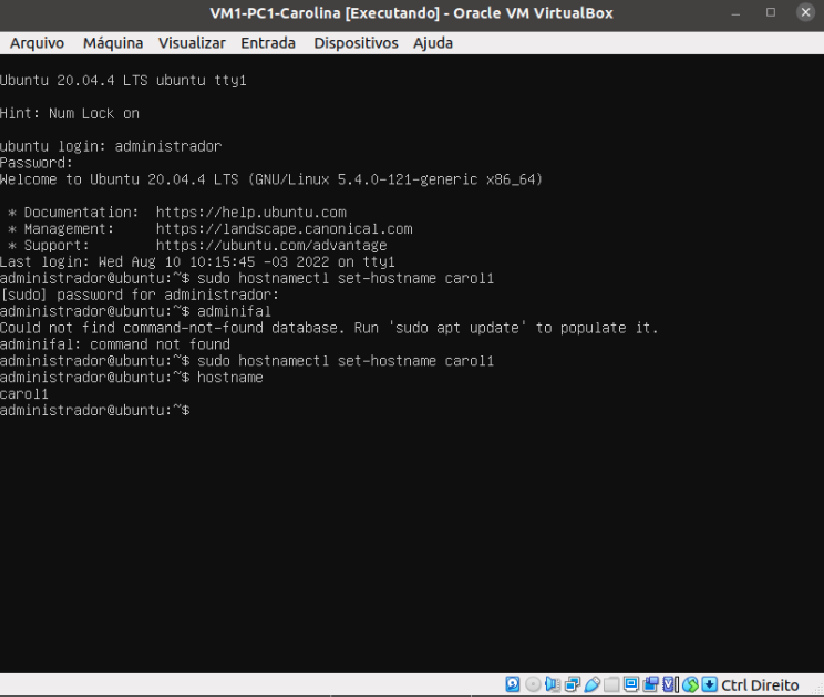 VM1-PC1-Carolina [Executando] - Oracle VM VirtualBox
Arquivo Máquina Visualizar Entrada Dispositivos Ajuda
Ubuntu 20.04.4 LTS ubuntu tty1
Hint: Num Lock on
ubuntu login: administrador
Password:
Welcome to Ubuntu 20.04.4 LTS (GNU/Linux 5.4.0-121-generic x86_64)
* Documentation: https://help.ubuntu.com
* Management: https://landscape.canonical.com
* Support: https://ubuntu.com/advantage
Last login: Wed Aug 10 10:15:45 -03 2022 on tty1
administrador@ubuntu:~$ sudo hostnamectl set-hostname carol1
[sudo] password for administrador:
administrador@ubuntu:~$ adminifal
Could not find command-not-found database. Run 'sudo apt update' to populate it.
adminifal: command not found
administrador@ubuntu:~$ sudo hostnamectl set-hostname carol1
administrador@ubuntu:~$ hostname
carol1
administrador@ubuntu:~$
Ctrl Direito